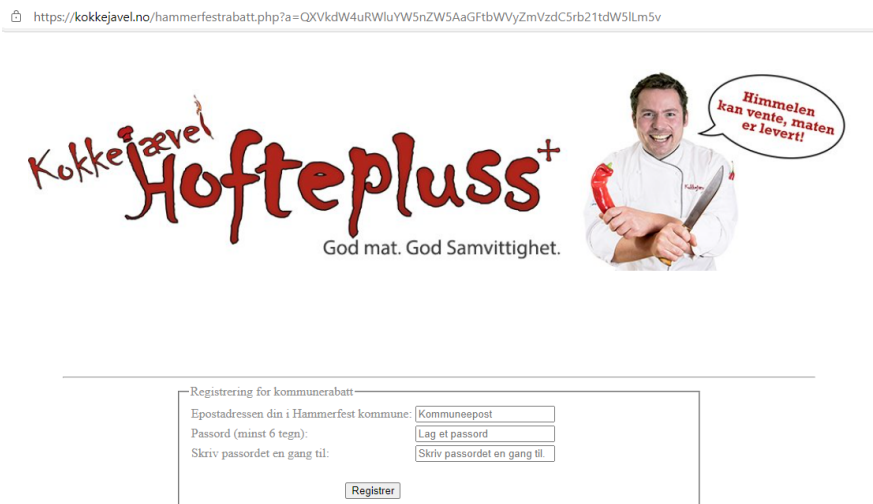 https://kokkejavel.no/hammerfestrabatt.php?a=QXVkdW4uRWluYW5nZW5AaGFtbWVyZmVzdC5rb21tdW5lLm5v
Kokkejævel
Hoftepluss+
God mat. God Samvittighet.
Himmelen
kan vente, maten
er levert!
Registrering for kommunerabatt
Epostadressen din i Hammerfest kommune: Kommuneepost
Passord (minst 6 tegn): Lag et passord
Skriv passordet en gang til: Skriv passordet en gang til.
Registrer